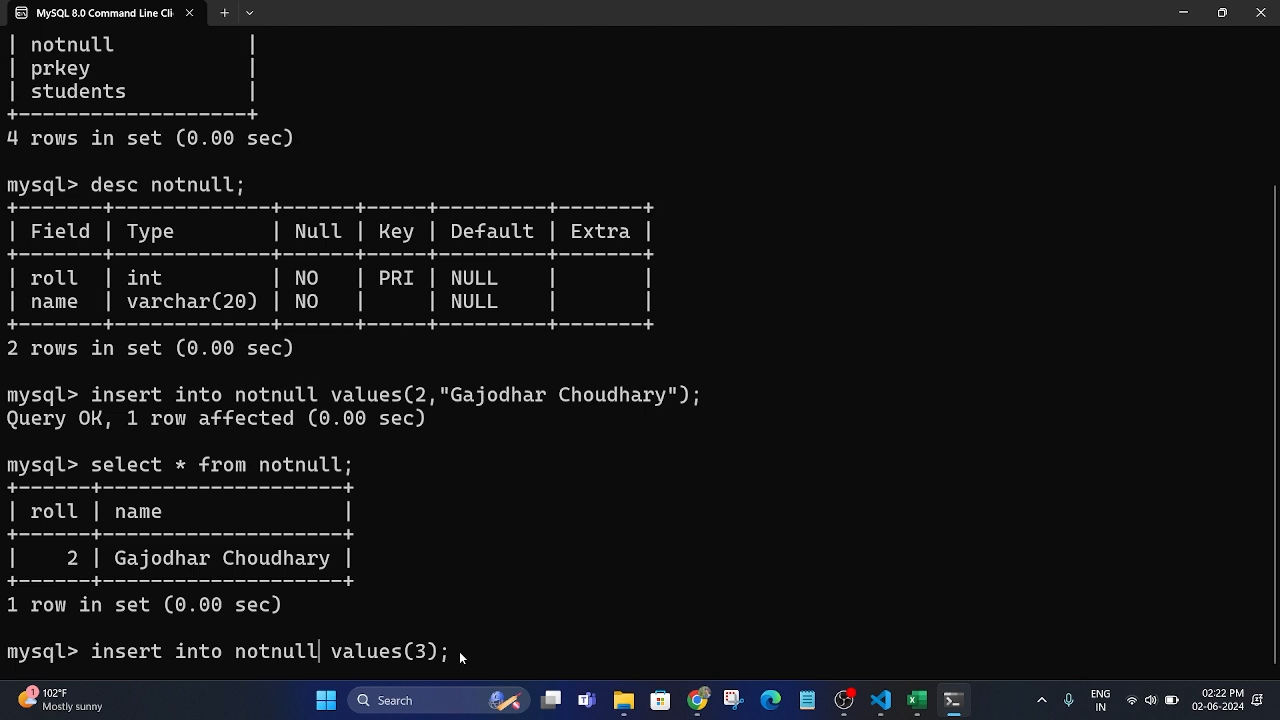 MySQL 8.0 Command Line Cli
| notnull           |
| prkey             |
| students          |
+-------------------+
4 rows in set (0.00 sec)
mysql> desc notnull;
+-------+-------------+------+-----+---------+-------+
| Field | Type        | Null | Key | Default | Extra |
+-------+-------------+------+-----+---------+-------+
| roll  | int         | NO   | PRI | NULL    |       |
| name  | varchar(20) | NO   |     | NULL    |       |
+-------+-------------+------+-----+---------+-------+
2 rows in set (0.00 sec)
mysql> insert into notnull values(2,"Gajodhar Choudhary");
Query OK, 1 row affected (0.00 sec)
mysql> select * from notnull;
+------+--------------------+
| roll | name               |
+------+--------------------+
|    2 | Gajodhar Choudhary |
+------+--------------------+
1 row in set (0.00 sec)
mysql> insert into notnull values(3);
1
102°F
Mostly sunny
Search
ENG
IN
02:22 PM
02-06-2024